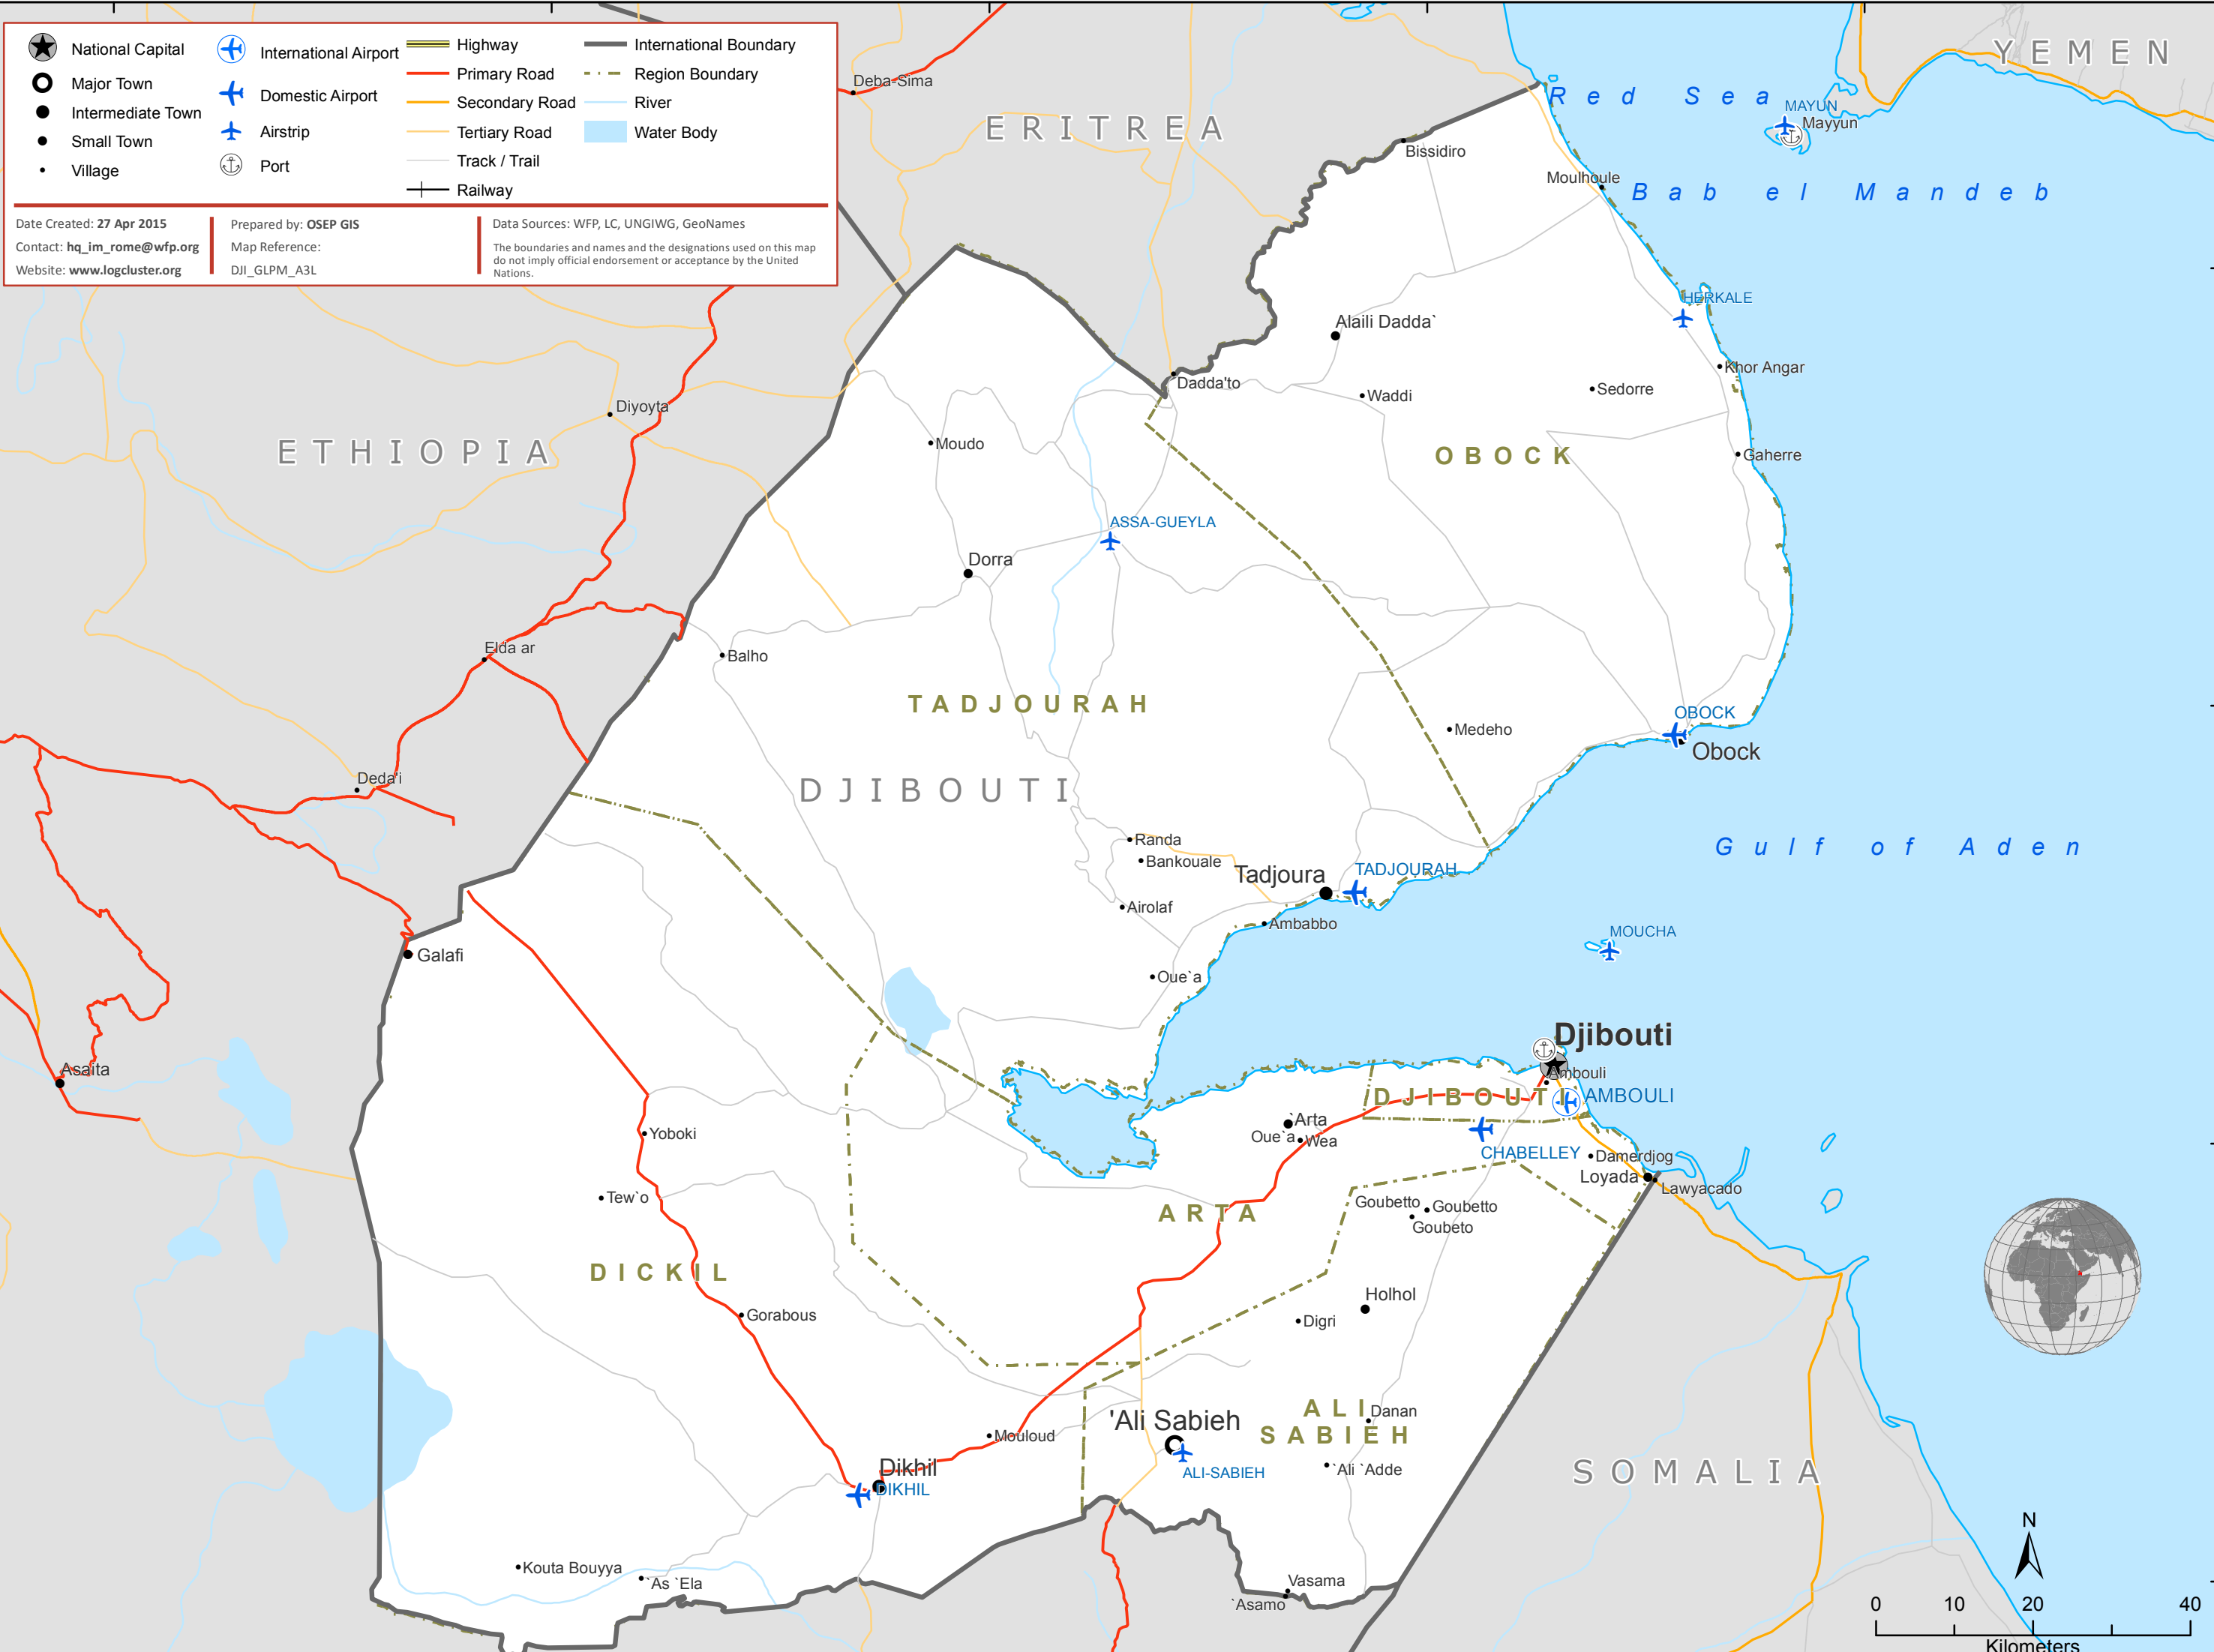 National Capital
Major Town
Intermediate Town
Small Town
Village
International Airport
Domestic Airport
Airstrip
Port
Highway
Primary Road
Secondary Road
Tertiary Road
Track / Trail
Railway
International Boundary
Region Boundary
River
Water Body
Date Created: 27 Apr 2015
Contact: hq_im_rome@wfp.org
Website: www.logcluster.org
Prepared by: OSEP GIS
Map Reference:
DJI_GLPM_A3L
Data Sources: WFP, LC, UNGIWG, GeoNames
The boundaries and names and the designations used on this map
do not imply official endorsement or acceptance by the United
Nations.
YEMEN
Deba-Sima
Red Sea
MAYUN
Mayyun
ERITREA
Bissidiro
Moulhoule
Bab el Mandeb
HERKALE
Alaili Dadda`
Khor Angar
Dadda'to
Waddi
Sedorre
Diyoyta
ETHIOPIA
Moudo
OBOCK
Gaherre
ASSA-GUEYLA
Dorra
Elda ar
Balho
TADJOURAH
OBOCK
Obock
Medeho
Deda'i
DJIBOUTI
Randa
Bankouale
Gulf of Aden
Tadjoura
TADJOURAH
Airolaf
Ambabbo
MOUCHA
Galafi
Oue`a
Djibouti
Asaita
Ambouli
DJIBOUTI
AMBOULI
`Arta
Oue`a
Wea
Yoboki
CHABELLEY
Damerdjog
Loyada
Lawyacado
Tew`o
Goubetto
Goubetto
Goubeto
ARTA
DICKIL
Holhol
Gorabous
Digri
'Ali Sabieh
ALI
SABIEH
Danan
Mouloud
ALI-SABIEH
`Ali `Adde
SOMALIA
Dikhil
DIKHIL
N
Kouta Bouyya
`As `Ela
Vasama
`Asamo
0 10 20 40
Kilometers